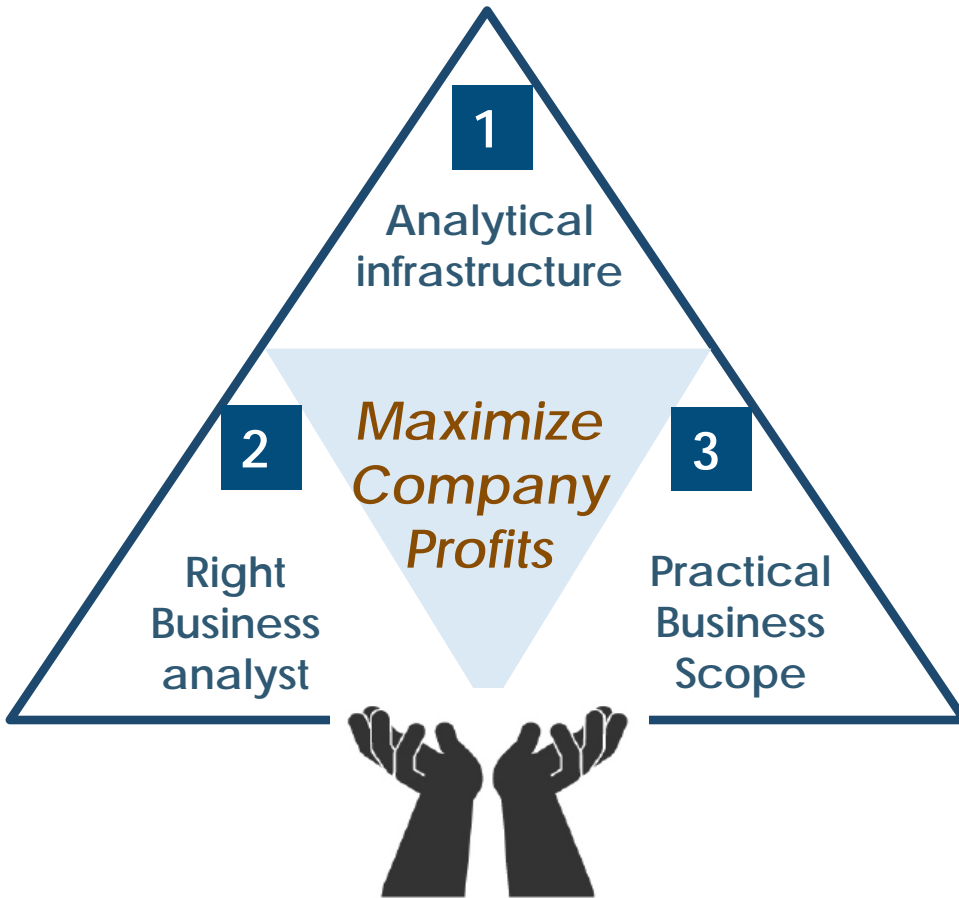 1
Analytical
infrastructure
Maximize
Company
Profits
2
Right
Business
analyst
3
Practical
Business
Scope